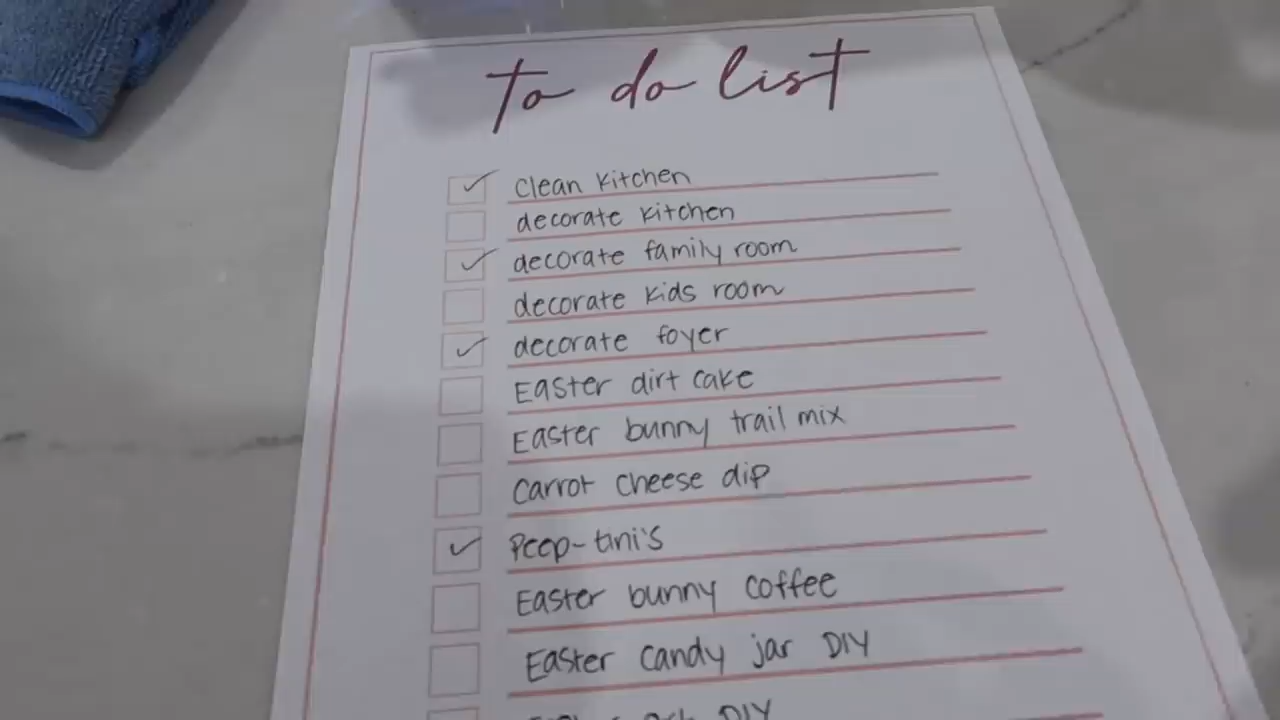 to do list
clean kitchen
decorate kitchen
decorate family room
decorate kids room
decorate foyer
Easter dirt cake
Easter bunny trail mix
Carrot cheese dip
Peep-tini's
Easter bunny coffee
Easter candy jar DIY
DIY